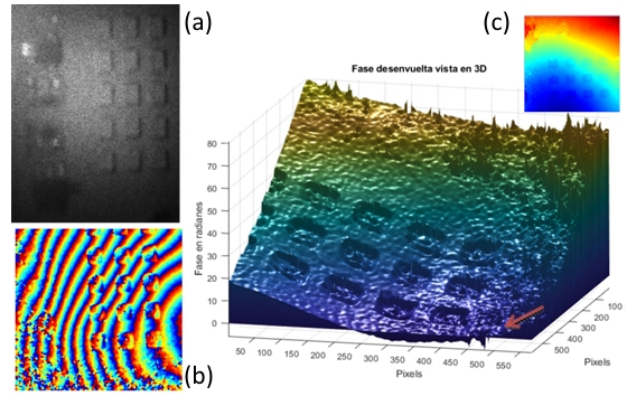 (a)
(c)
Fase desenvuelta vista en 3D
80
70
60
50
40
30
20
10
0
Fase en radianes
50 100 150 200 250 300 350 400 450 500 550
Pixels
100
200
300
400
500
Pixels
(b)